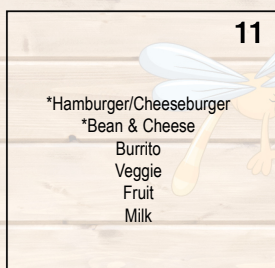 11
*Hamburger/Cheeseburger
*Bean & Cheese
Burrito
Veggie
Fruit
Milk